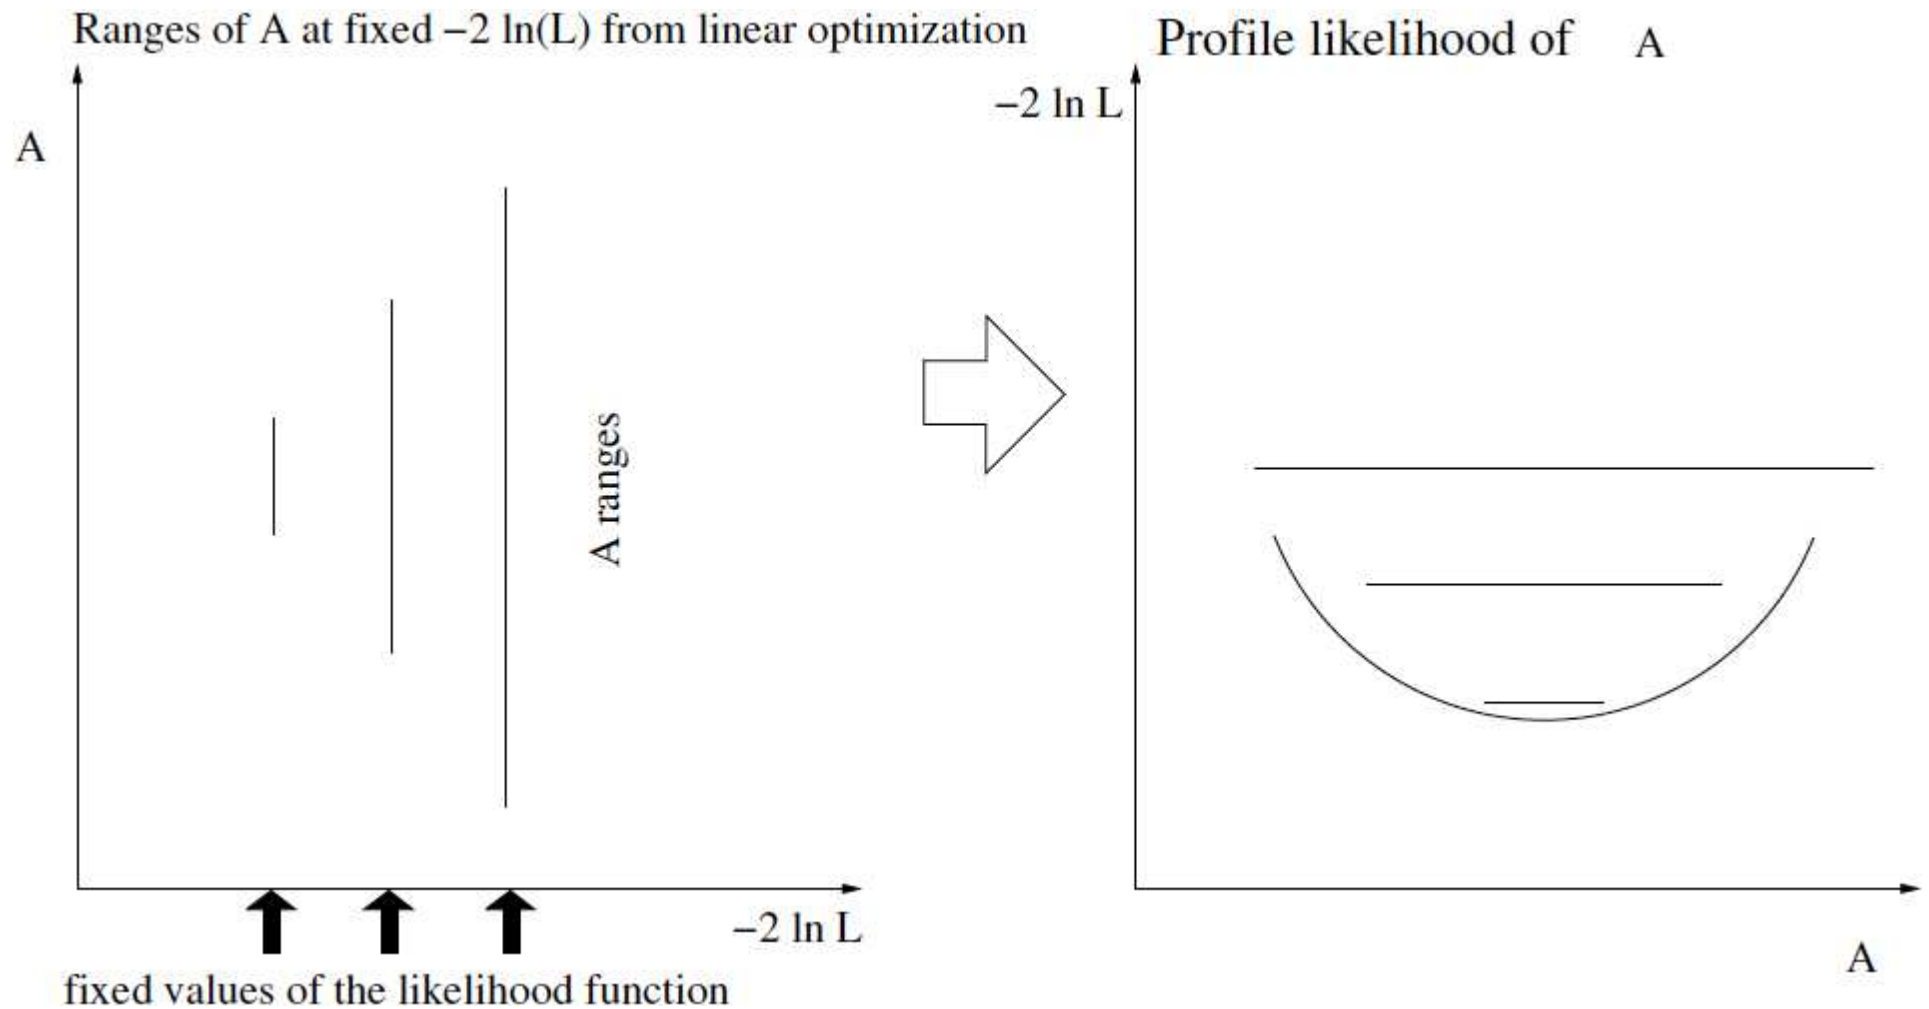 Ranges of A at fixed −2 ln(L) from linear optimization
A
A ranges
−2 ln L
fixed values of the likelihood function
Profile likelihood of A
−2 ln L
A